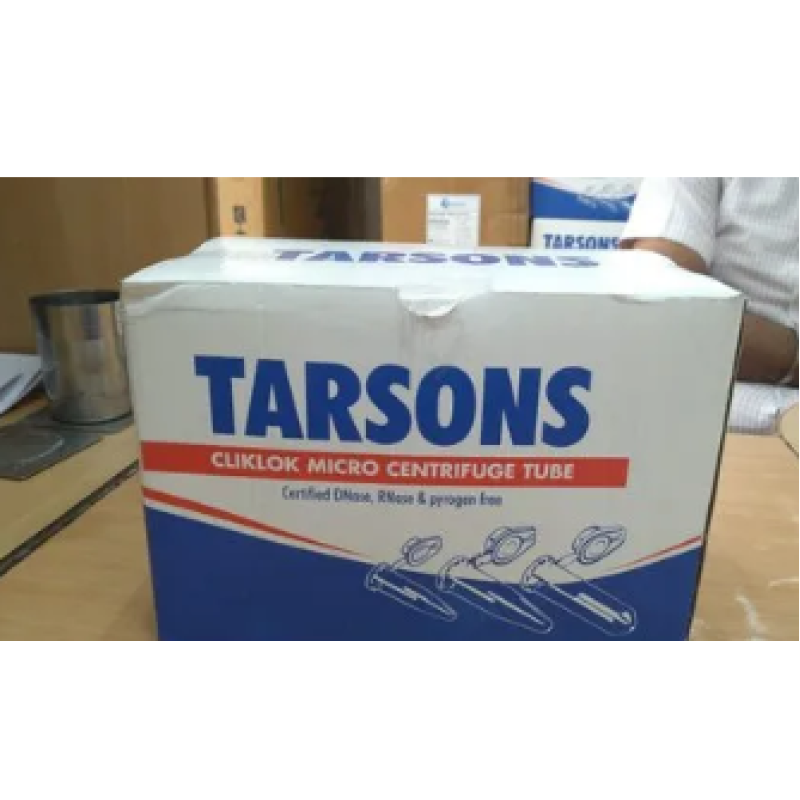 TARSONS
TARSONS
TARSONS
CLIKLOK MICRO CENTRIFUGE TUBE
Certified DNase, RNase & pyrogen free